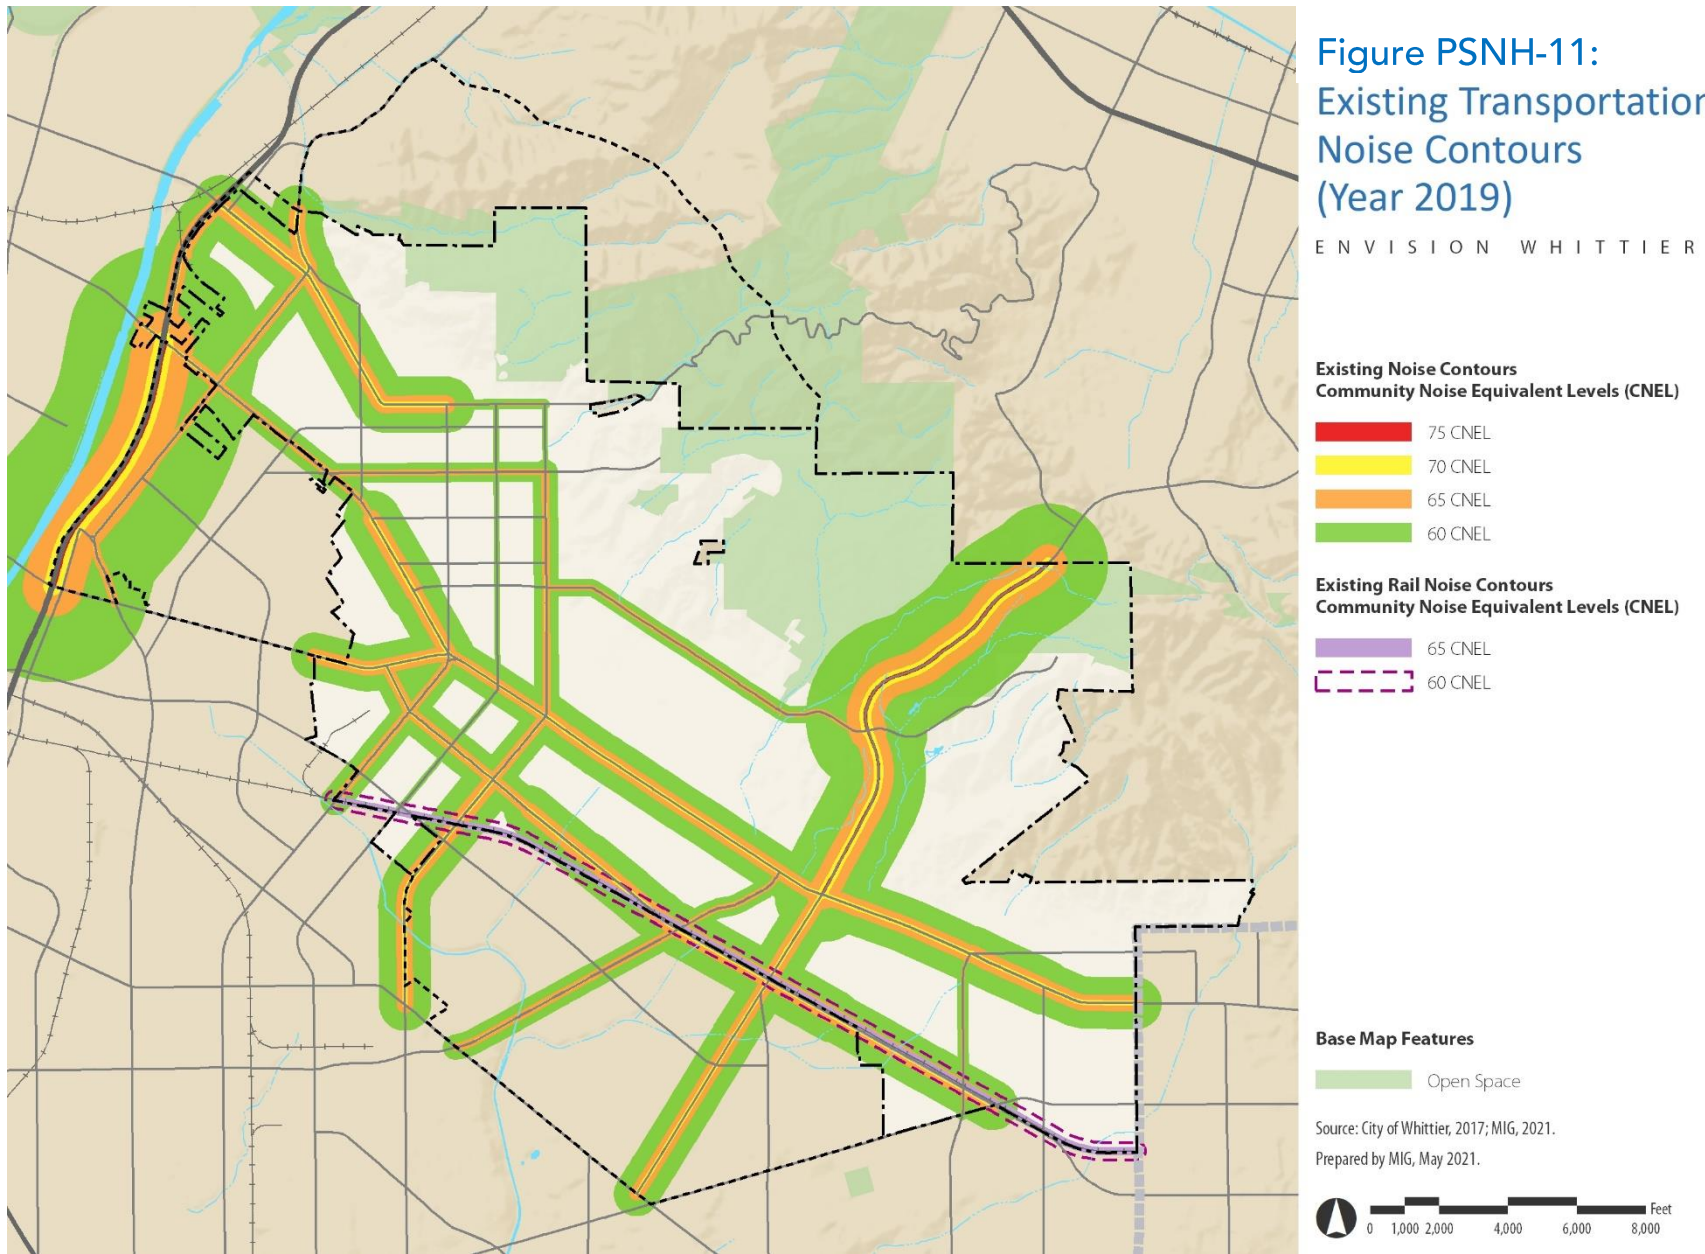 Figure PSNH-11:
Existing Transportation
Noise Contours
(Year 2019)
ENVISION WHITTIER
Existing Noise Contours
Community Noise Equivalent Levels (CNEL)
75 CNEL
70 CNEL
65 CNEL
60 CNEL
Existing Rail Noise Contours
Community Noise Equivalent Levels (CNEL)
65 CNEL
60 CNEL
Base Map Features
Open Space
Source: City of Whittier, 2017; MIG, 2021.
Prepared by MIG, May 2021.
Feet
0 1,000 2,000 4,000 6,000 8,000